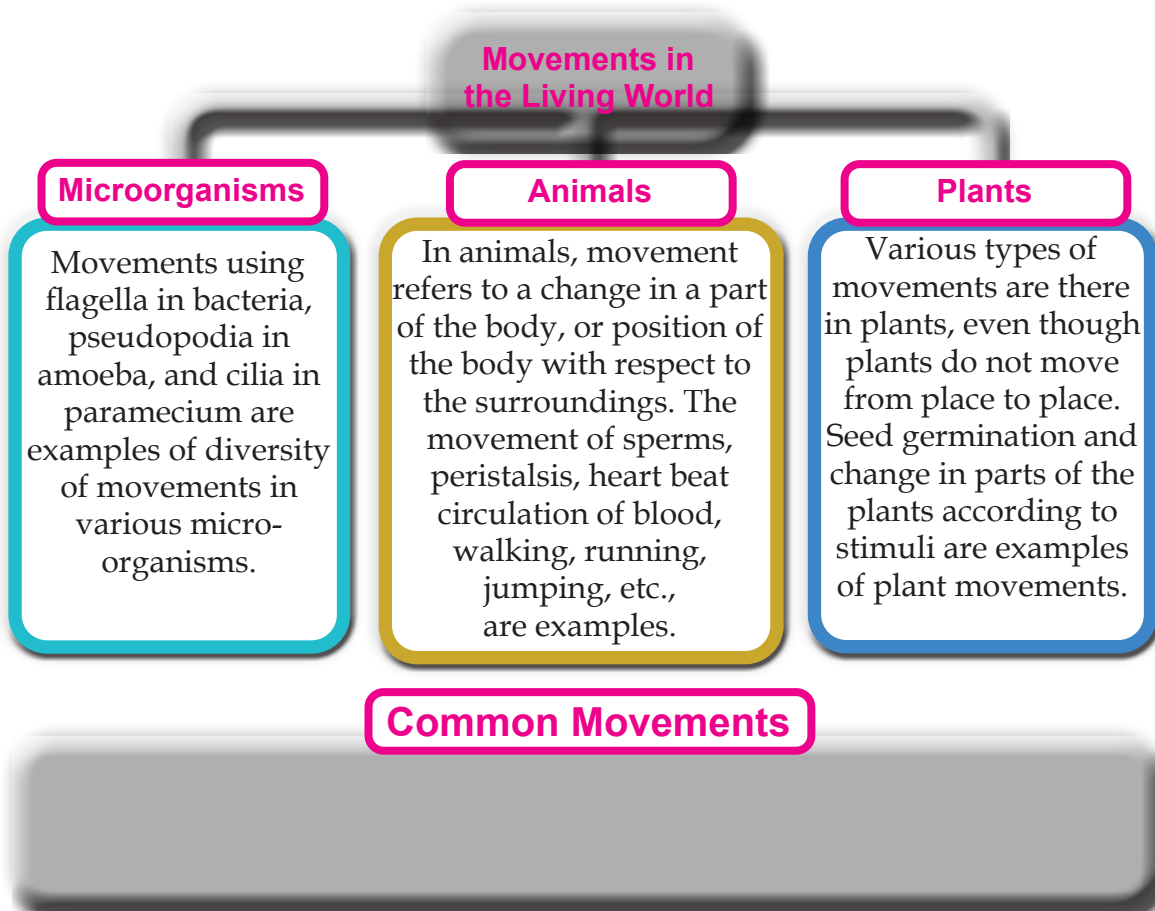 Movements in
the Living World
Microorganisms
Movements using
flagella in bacteria,
pseudopodia in
amoeba, and cilia in
paramecium are
examples of diversity
of movements in
various micro-
organisms.
Animals
In animals, movement
refers to a change in a part
of the body, or position of
the body with respect to
the surroundings. The
movement of sperms,
peristalsis, heart beat
circulation of blood,
walking, running,
jumping, etc.,
are examples.
Plants
Various types of
movements are there
in plants, even though
plants do not move
from place to place.
Seed germination and
change in parts of the
plants according to
stimuli are examples
of plant movements.
Common Movements